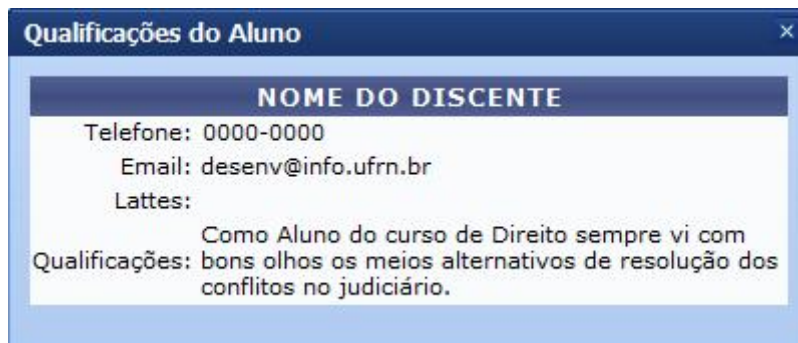 Qualificações do Aluno
NOME DO DISCENTE
Telefone: 0000-0000
Email: desenv@info.ufrn.br
Lattes:
Como Aluno do curso de Direito sempre vi com
Qualificações: bons olhos os meios alternativos de resolução dos
conflitos no judiciário.